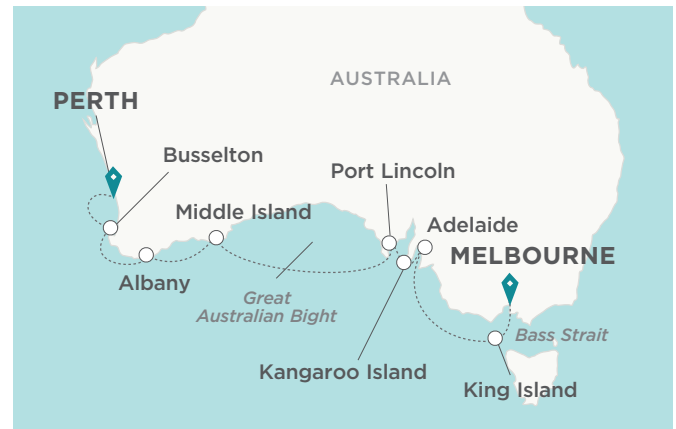 AUSTRALIA
PERTH
Busselton
Port Lincoln
Middle Island
Adelaide
MELBOURNE
Albany
Great
Australian Bight
Bass Strait
Kangaroo Island
King Island